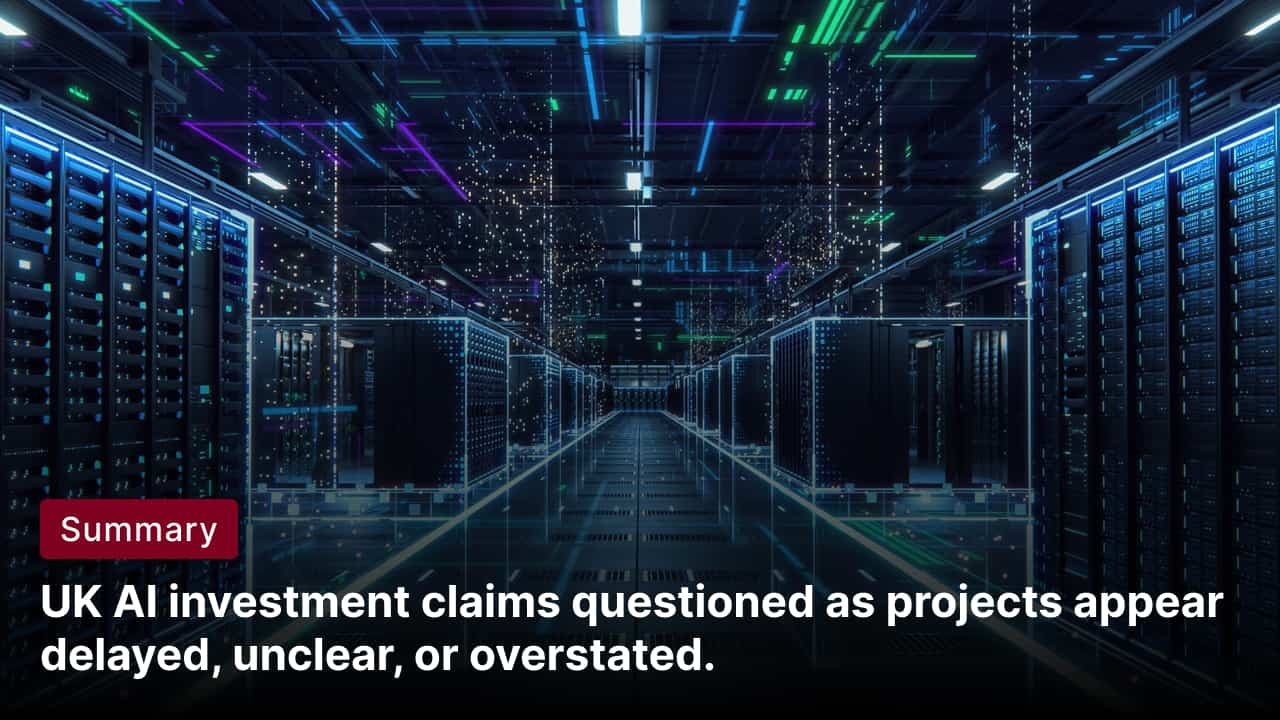 Summary
UK AI investment claims questioned as projects appear
delayed, unclear, or overstated.